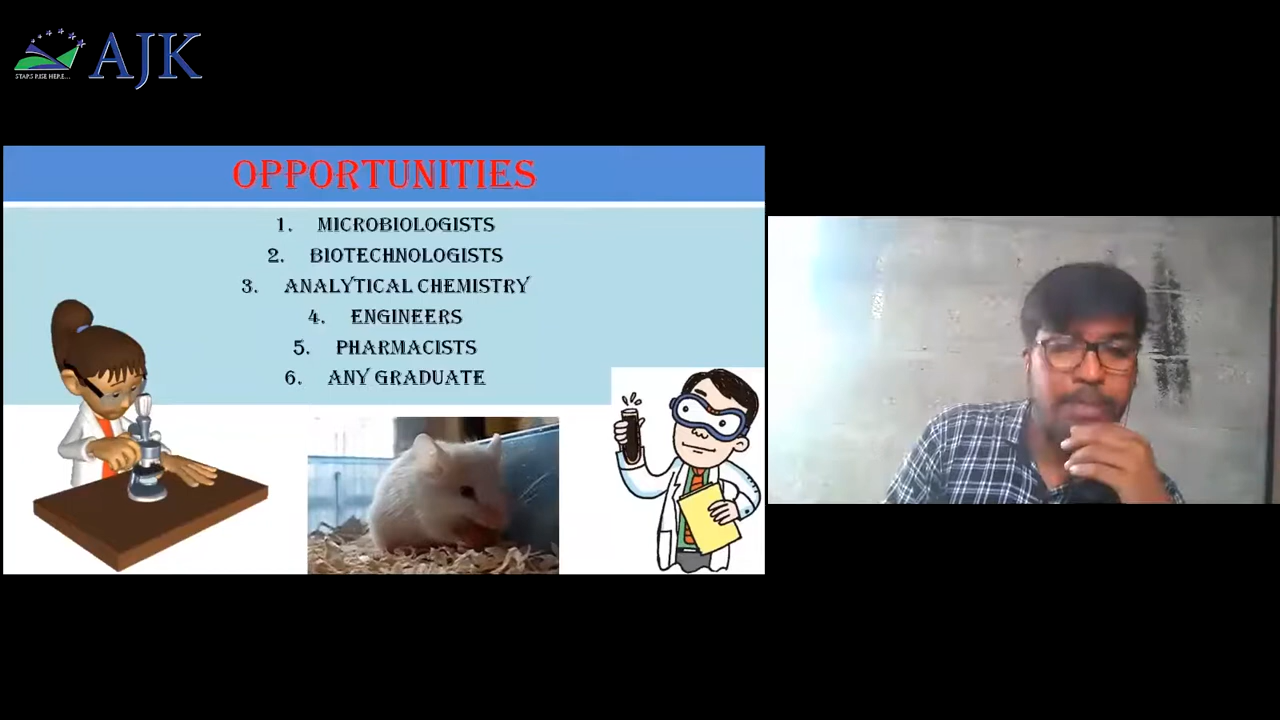 AJK
STARS RISE HERE...
OPPORTUNITIES
1. MICROBIOLOGISTS
2. BIOTECHNOLOGISTS
3. ANALYTICAL CHEMISTRY
4. ENGINEERS
5. PHARMACISTS
6. ANY GRADUATE